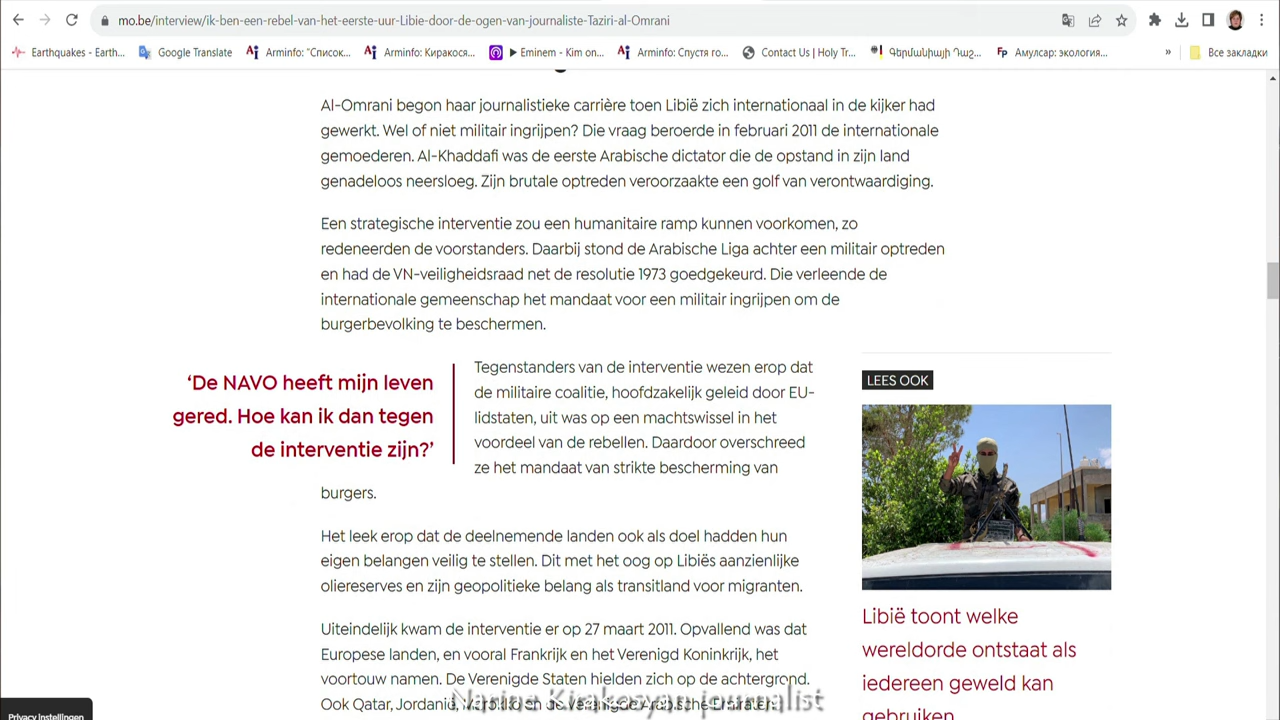 mo.be/interview/ik-ben-een-rebel-van-het-eerste-uur-Libie-door-de-ogen-van-journaliste-Taziri-al-Omrani
Earthquakes - Earth... Google Translate Arminfo: "Список... Arminfo: Киракося... ▶ Eminem - Kim on... Arminfo: Спустя го... Contact Us | Holy Tr... Գերմանիայի Դաշ... Амулсар: экология... » Все закладки
Al-Omrani begon haar journalistieke carrière toen Libië zich internationaal in de kijker had
gewerkt. Wel of niet militair ingrijpen? Die vraag beroerde in februari 2011 de internationale
gemoederen. Al-Khaddafi was de eerste Arabische dictator die de opstand in zijn land
genadeloos neersloeg. Zijn brutale optreden veroorzaakte een golf van verontwaardiging.
Een strategische interventie zou een humanitaire ramp kunnen voorkomen, zo
redeneerden de voorstanders. Daarbij stond de Arabische Liga achter een militair optreden
en had de VN-veiligheidsraad net de resolutie 1973 goedgekeurd. Die verleende de
internationale gemeenschap het mandaat voor een militair ingrijpen om de
burgerbevolking te beschermen.
‘De NAVO heeft mijn leven
gered. Hoe kan ik dan tegen
de interventie zijn?’
Tegenstanders van de interventie wezen erop dat
de militaire coalitie, hoofdzakelijk geleid door EU-
lidstaten, uit was op een machtswissel in het
voordeel van de rebellen. Daardoor overschreed
ze het mandaat van strikte bescherming van
burgers.
Het leek erop dat de deelnemende landen ook als doel hadden hun
eigen belangen veilig te stellen. Dit met het oog op Libiës aanzienlijke
oliereserves en zijn geopolitieke belang als transitland voor migranten.
Uiteindelijk kwam de interventie er op 27 maart 2011. Opvallend was dat
Europese landen, en vooral Frankrijk en het Verenigd Koninkrijk, het
voortouw namen. De Verenigde Staten hielden zich op de achtergrond.
Ook Qatar, Jordanië, Marokko en de Verenigde Arabische Emiraten
LEES OOK
Libië toont welke
wereldorde ontstaat als
iedereen geweld kan
gebruiken
Privacy Instellingen
Narine Kirakosyan journalist